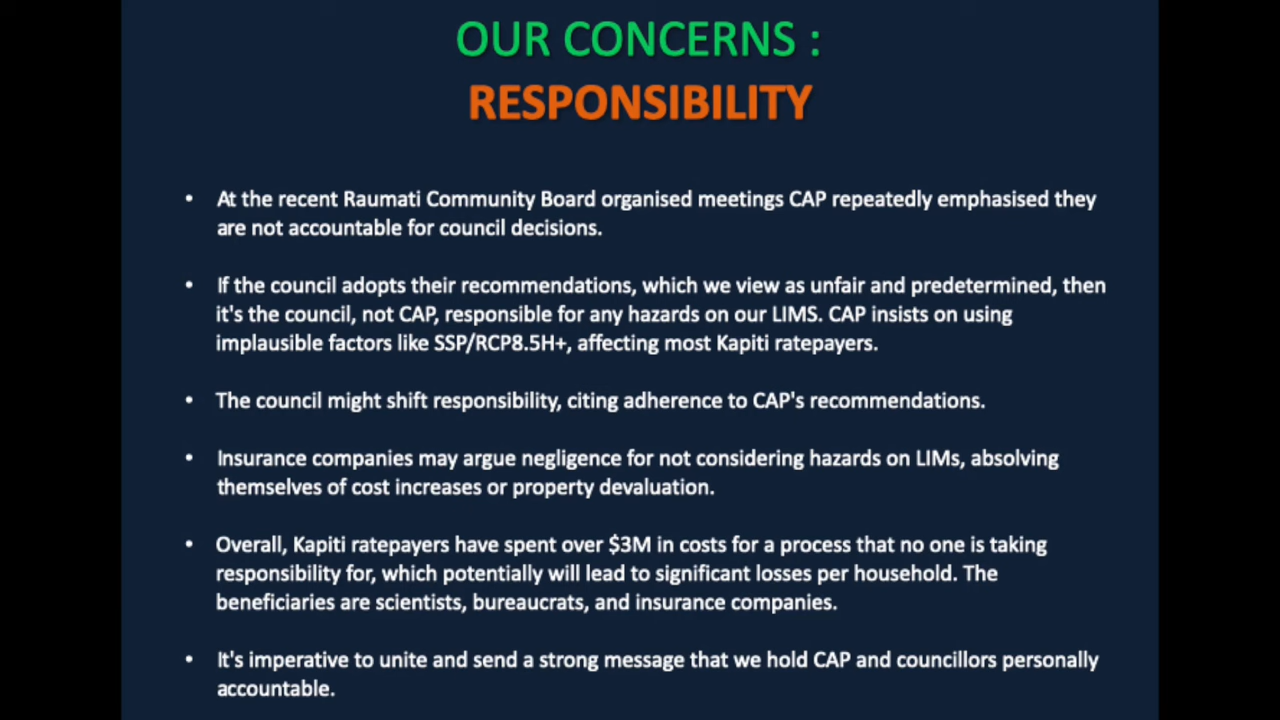 OUR CONCERNS :
RESPONSIBILITY
• At the recent Raumati Community Board organised meetings CAP repeatedly emphasised they
are not accountable for council decisions.
• If the council adopts their recommendations, which we view as unfair and predetermined, then
it's the council, not CAP, responsible for any hazards on our LIMS. CAP insists on using
implausible factors like SSP/RCP8.5H+, affecting most Kapiti ratepayers.
• The council might shift responsibility, citing adherence to CAP's recommendations.
• Insurance companies may argue negligence for not considering hazards on LIMs, absolving
themselves of cost increases or property devaluation.
• Overall, Kapiti ratepayers have spent over $3M in costs for a process that no one is taking
responsibility for, which potentially will lead to significant losses per household. The
beneficiaries are scientists, bureaucrats, and insurance companies.
• It's imperative to unite and send a strong message that we hold CAP and councillors personally
accountable.